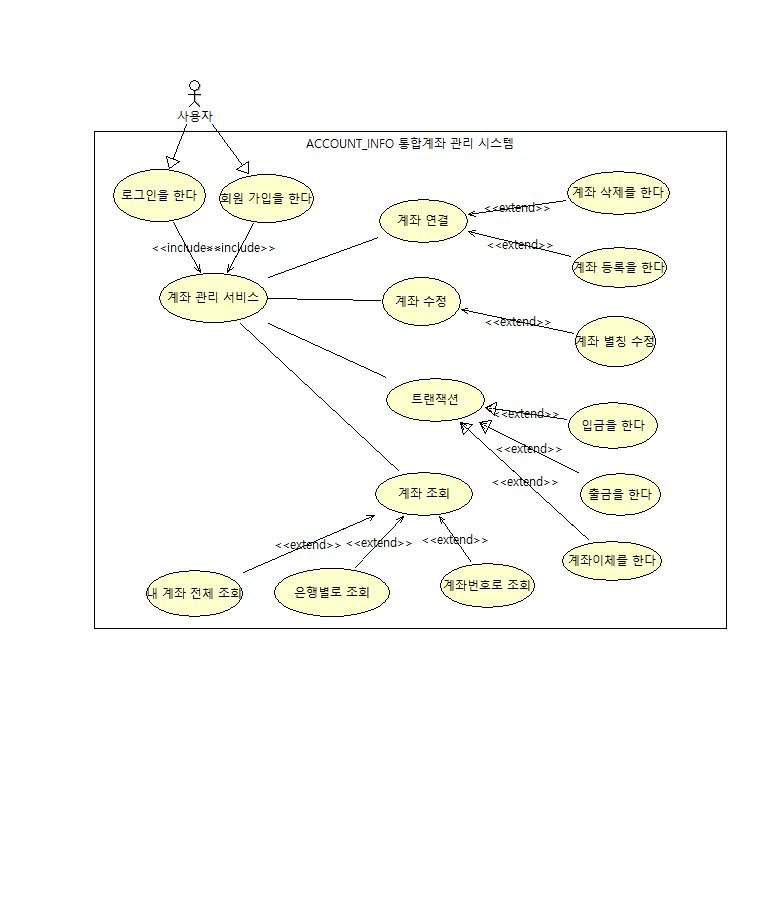 사용자
ACCOUNT_INFO 통합계좌 관리 시스템
로그인을 한다
회원 가입을 한다
계좌 연결
계좌 삭제를 한다
<<extend>>
<<include>>
<<include>>
<<extend>>
계좌 등록을 한다
계좌 관리 서비스
계좌 수정
<<extend>>
계좌 별칭 수정
트랜잭션
<<extend>>
입금을 한다
<<extend>>
<<extend>>
계좌 조회
출금을 한다
<<extend>>
<<extend>>
<<extend>>
계좌이체를 한다
내 계좌 전체 조회
은행별로 조회
계좌번호로 조회